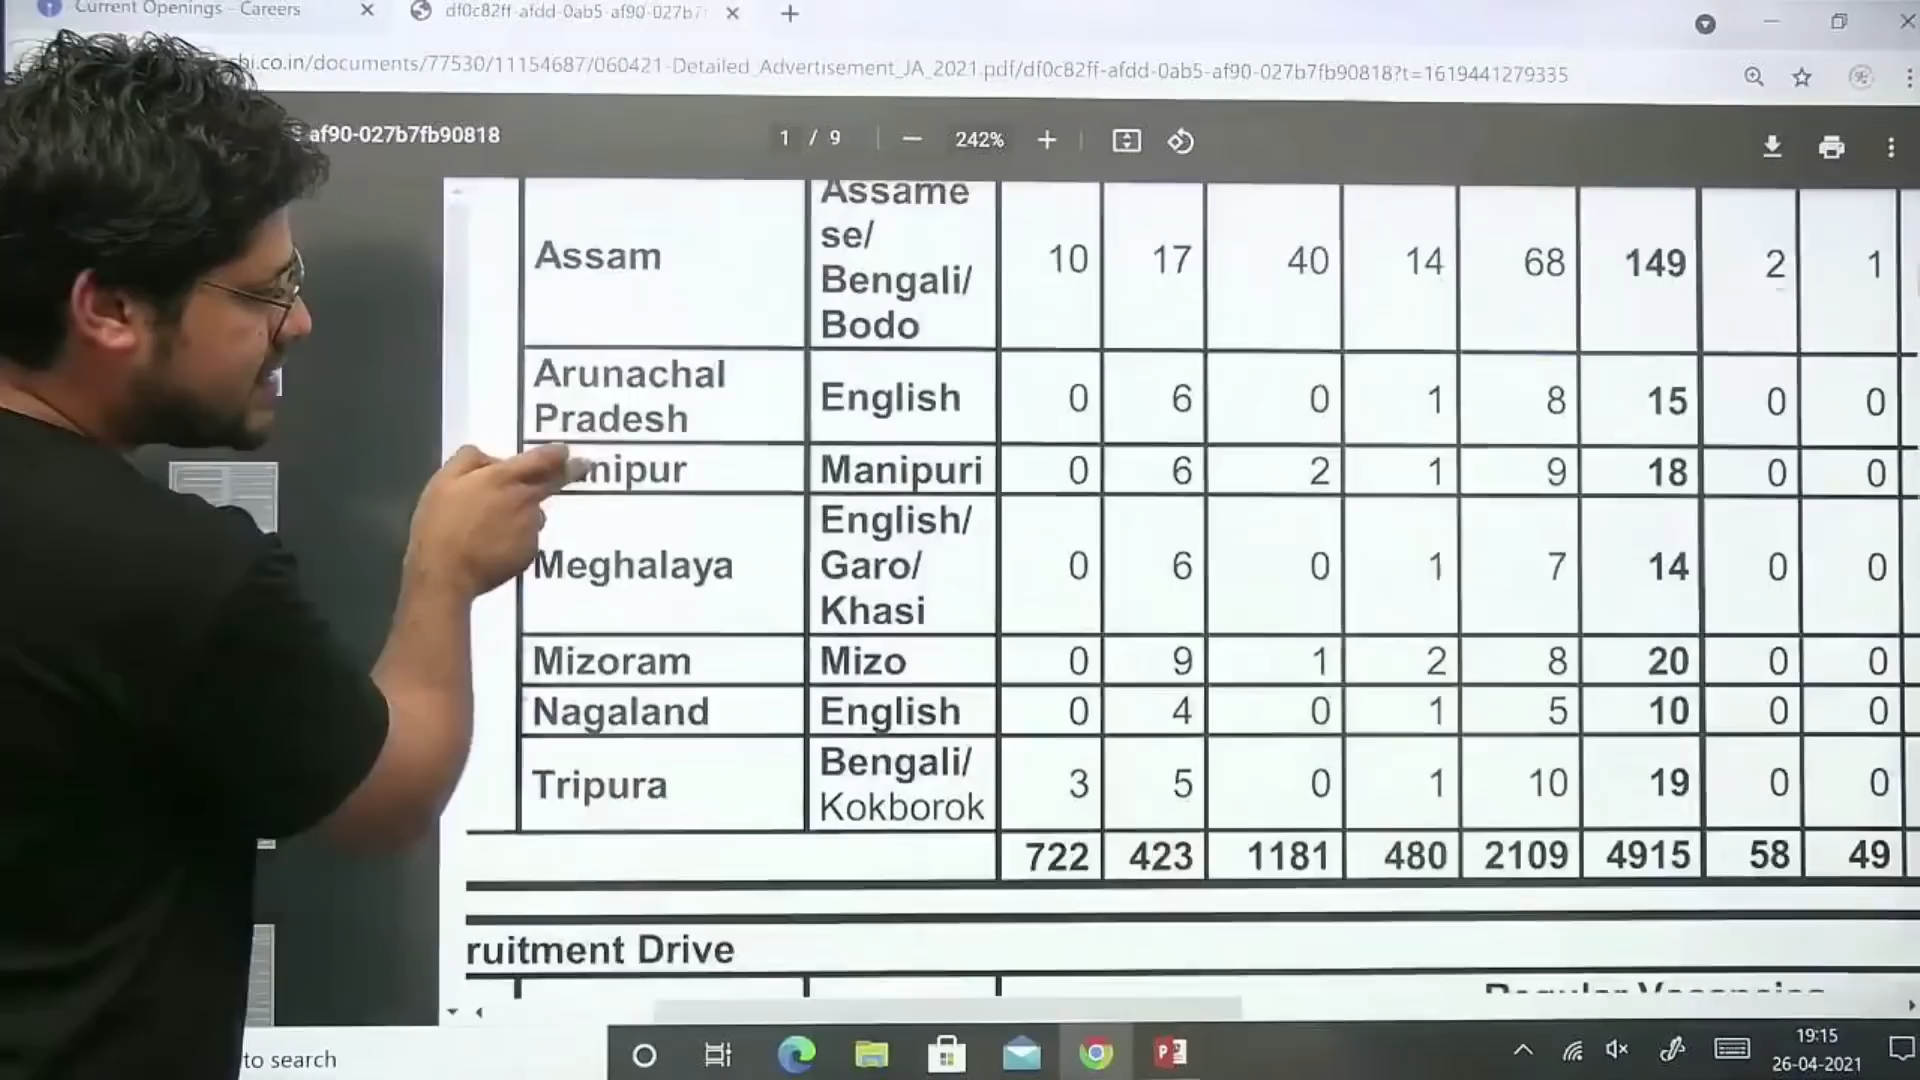 Current Openings - Careers
df0c82ff-afdd-0ab5-af90-027b7
bi.co.in/documents/77530/11154687/060421-Detailed_Advertisement_JA_2021.pdf/df0c82ff-afdd-0ab5-af90-027b7fb90818?t=1619441279335
af90-027b7fb90818
1 / 9
242%
Assam Assame se/ Bengali/ Bodo 10 17 40 14 68 149 2 1
Arunachal Pradesh English 0 6 0 1 8 15 0 0
nipur Manipuri 0 6 2 1 9 18 0 0
Meghalaya English/ Garo/ Khasi 0 6 0 1 7 14 0 0
Mizoram Mizo 0 9 1 2 8 20 0 0
Nagaland English 0 4 0 1 5 10 0 0
Tripura Bengali/ Kokborok 3 5 0 1 10 19 0 0
722 423 1181 480 2109 4915 58 49
ruitment Drive
to search
19:15
26-04-2021